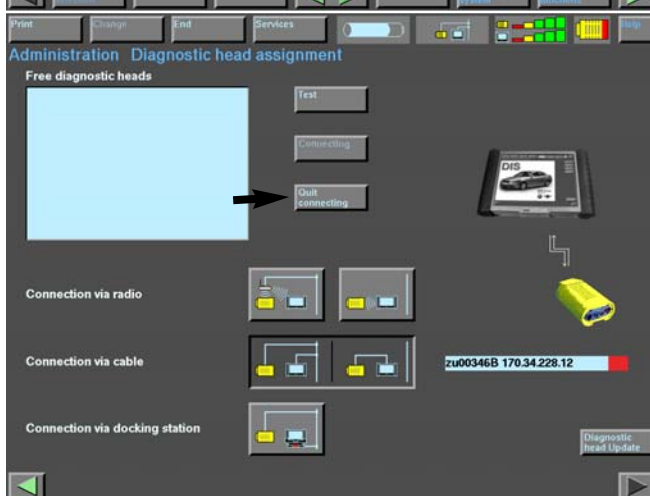 Print
Change
End
Services
Help
Administration Diagnostic head assignment
Free diagnostic heads
Test
Connecting
Quit
connecting
DIS
Connection via radio
Connection via cable
zu00346B 170.34.228.12
Connection via docking station
Diagnostic
head Update